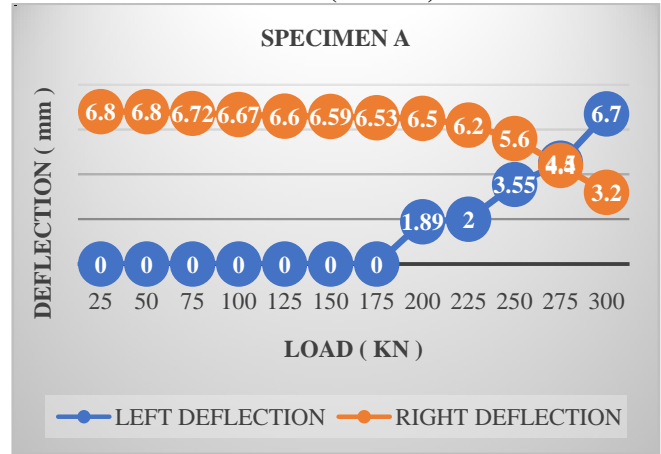 SPECIMEN A
6.8 6.8 6.72 6.67 6.6 6.59 6.53 6.5 6.2 5.6 3.2
0 0 0 0 0 0 0 1.89 2 3.55 6.7
25 50 75 100 125 150 175 200 225 250 275 300
DEFLECTION ( mm )
LOAD ( KN )
LEFT DEFLECTION RIGHT DEFLECTION